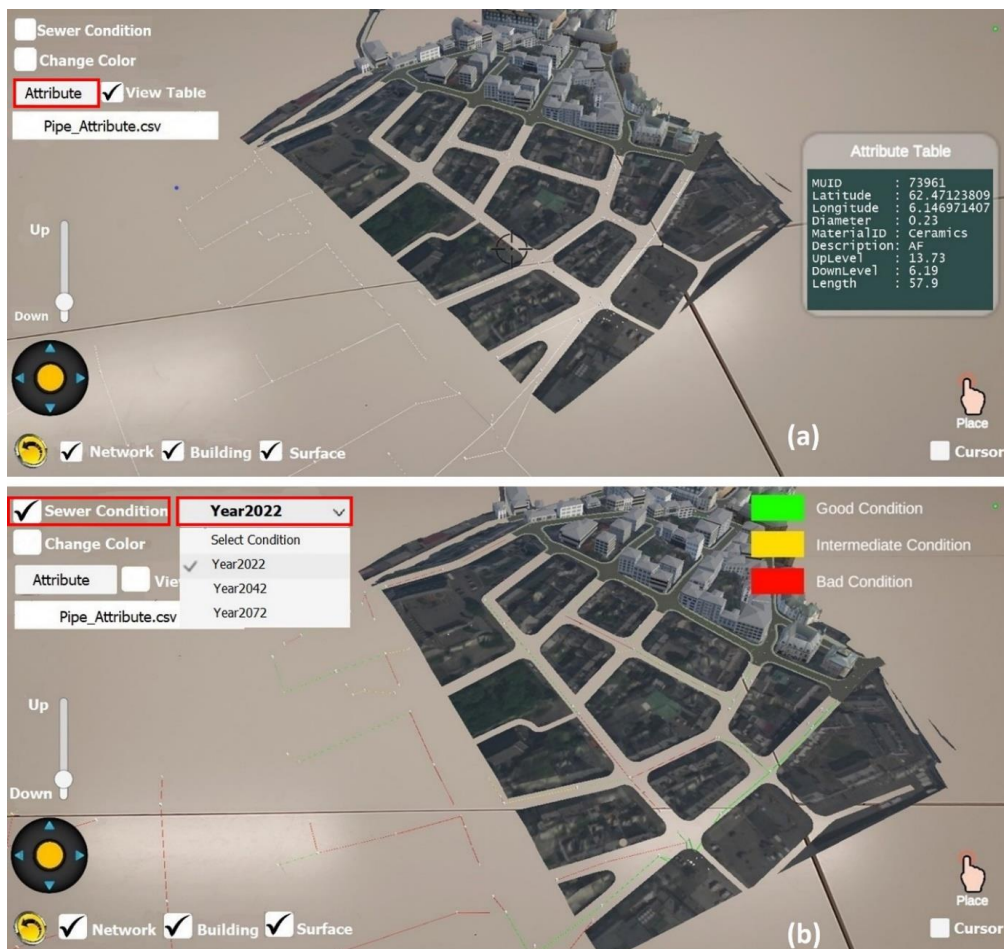 Sewer Condition
Change Color
Attribute View Table
Pipe_Attribute.csv
Attribute Table
MUID : 73961
Latitude : 62.47123809
Longitude : 6.146971407
Diameter : 0.23
MaterialID : Ceramics
Description: AF
UpLevel : 13.73
DownLevel : 6.19
Length : 57.9
Up
Down
Place
(a)
Network Building Surface
Cursor
Sewer Condition Year2022
Select Condition
Year2022
Year2042
Year2072
Change Color
Attribute Vie
Pipe_Attribute.csv
Good Condition
Intermediate Condition
Bad Condition
Up
Down
Place
(b)
Network Building Surface
Cursor